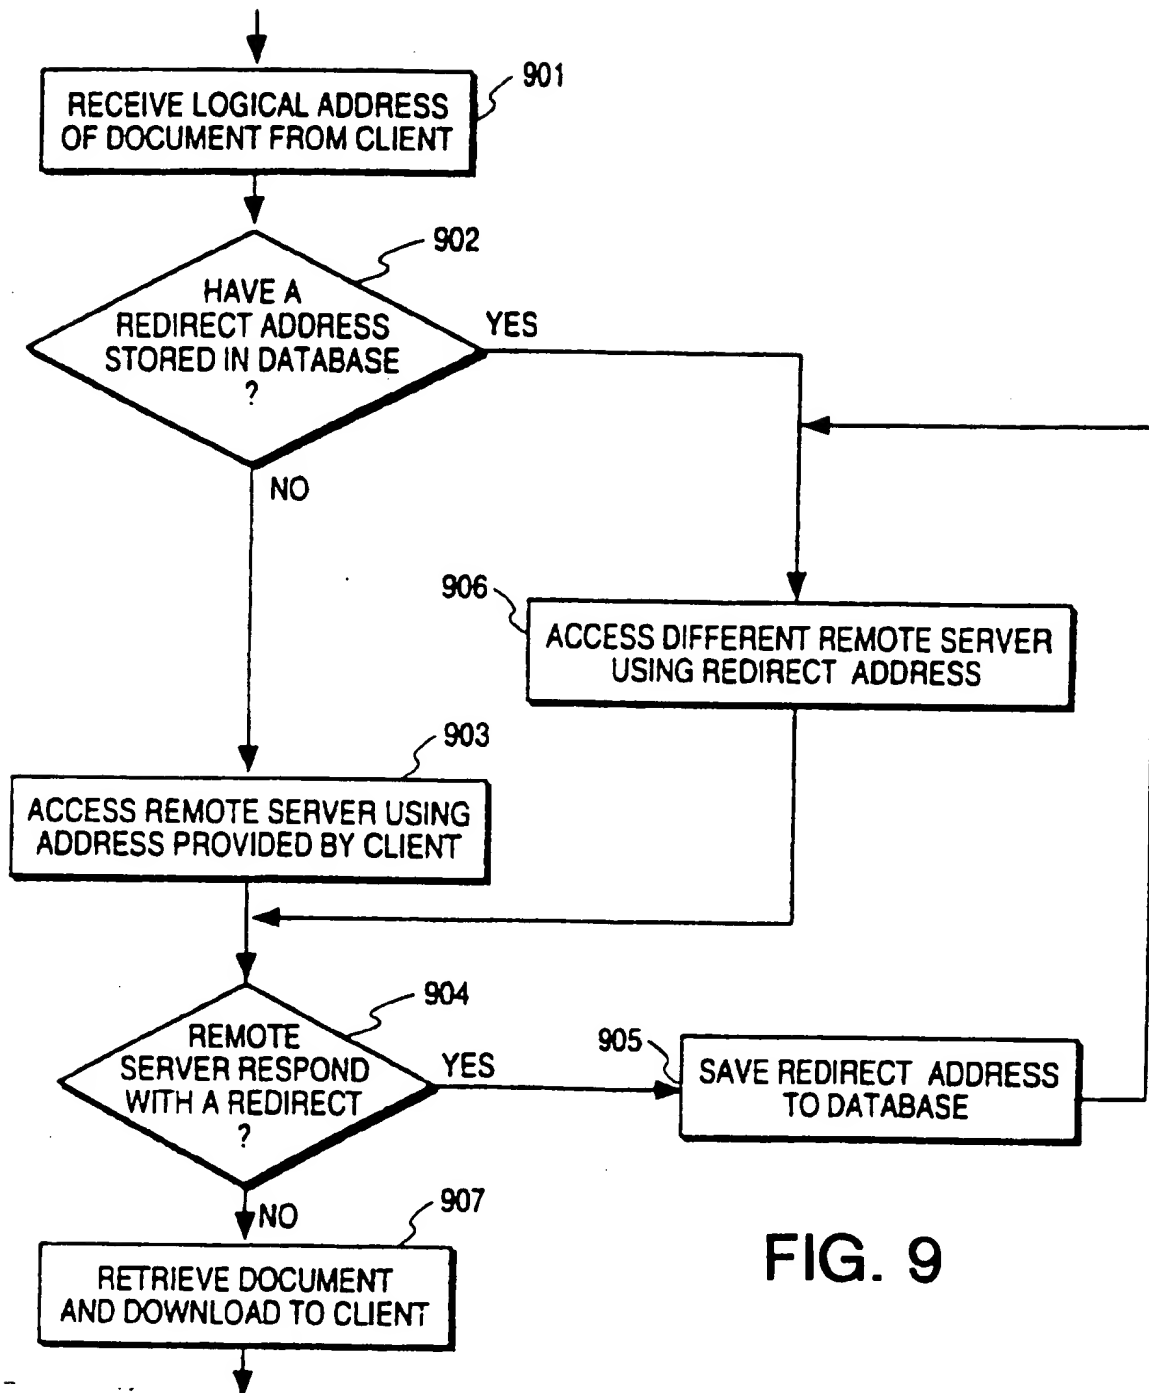 901
RECEIVE LOGICAL ADDRESS
OF DOCUMENT FROM CLIENT
902
HAVE A
REDIRECT ADDRESS
STORED IN DATABASE
?
YES
NO
906
ACCESS DIFFERENT REMOTE SERVER
USING REDIRECT ADDRESS
903
ACCESS REMOTE SERVER USING
ADDRESS PROVIDED BY CLIENT
904
REMOTE
SERVER RESPOND
WITH A REDIRECT
?
YES
905
SAVE REDIRECT ADDRESS
TO DATABASE
NO
907
RETRIEVE DOCUMENT
AND DOWNLOAD TO CLIENT
FIG. 9